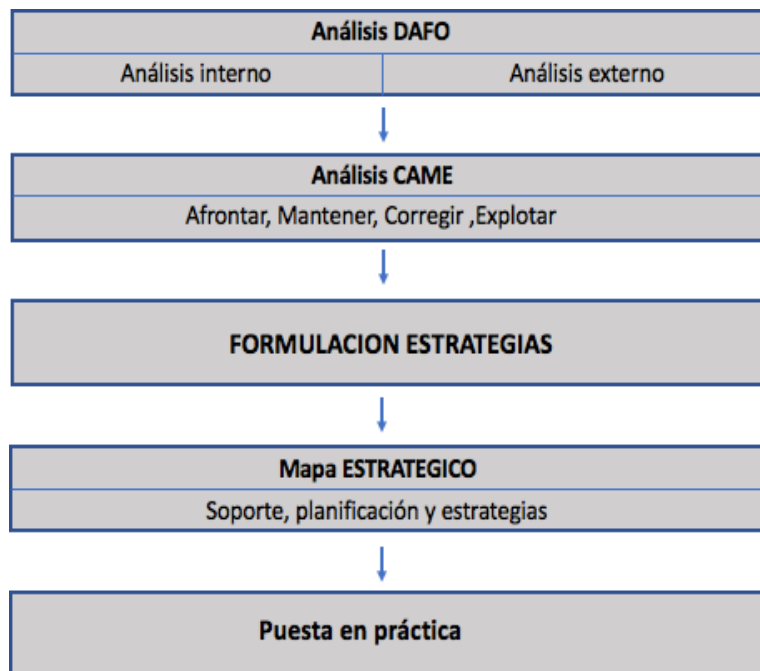 Análisis DAFO
Análisis interno
Análisis externo
Análisis CAME
Afrontar, Mantener, Corregir ,Explotar
FORMULACION ESTRATEGIAS
Mapa ESTRATEGICO
Soporte, planificación y estrategias
Puesta en práctica